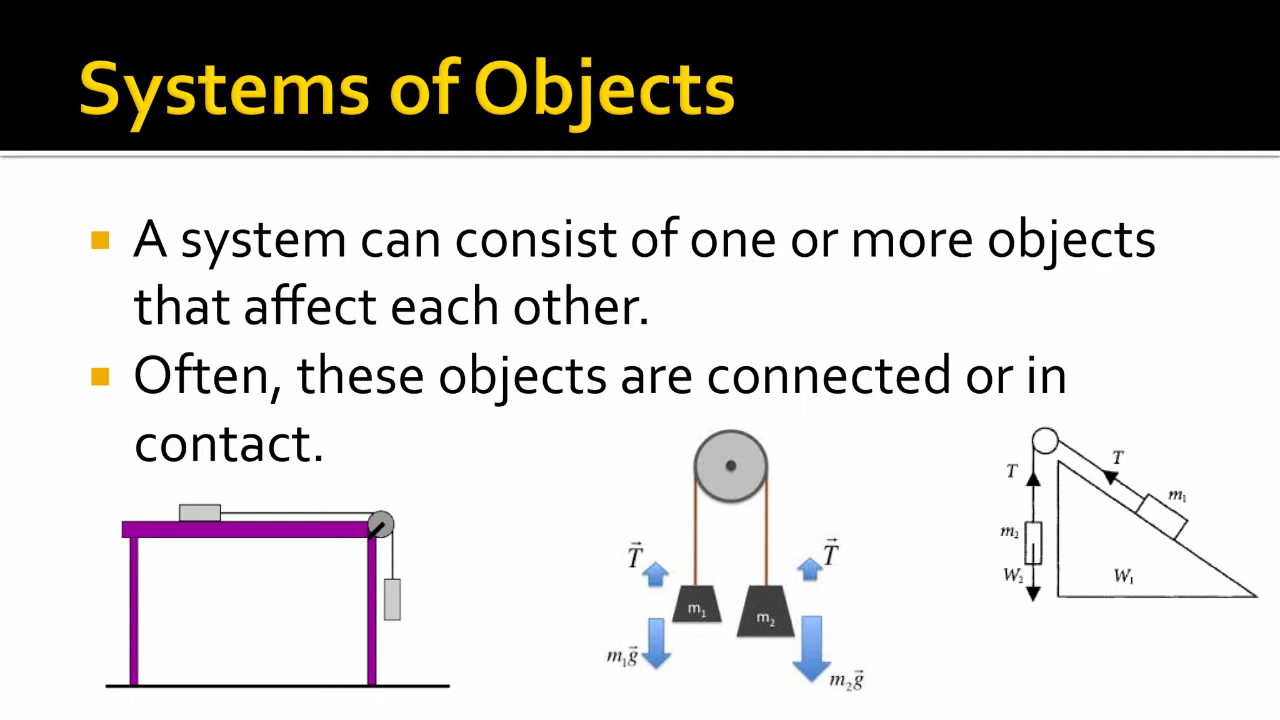 Systems of Objects
A system can consist of one or more objects
that affect each other.
Often, these objects are connected or in
contact.
T⃗
T⃗
m₁
m₂
m₁g⃗
m₂g⃗
T
T
m₁
m₂
W₂
W₁